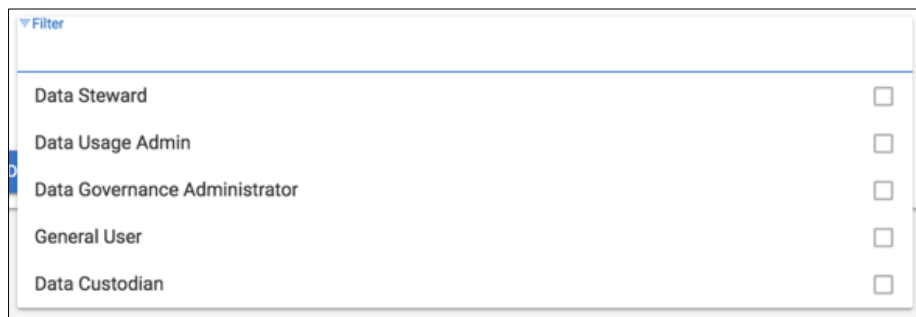 Filter
Data Steward
Data Usage Admin
Data Governance Administrator
General User
Data Custodian